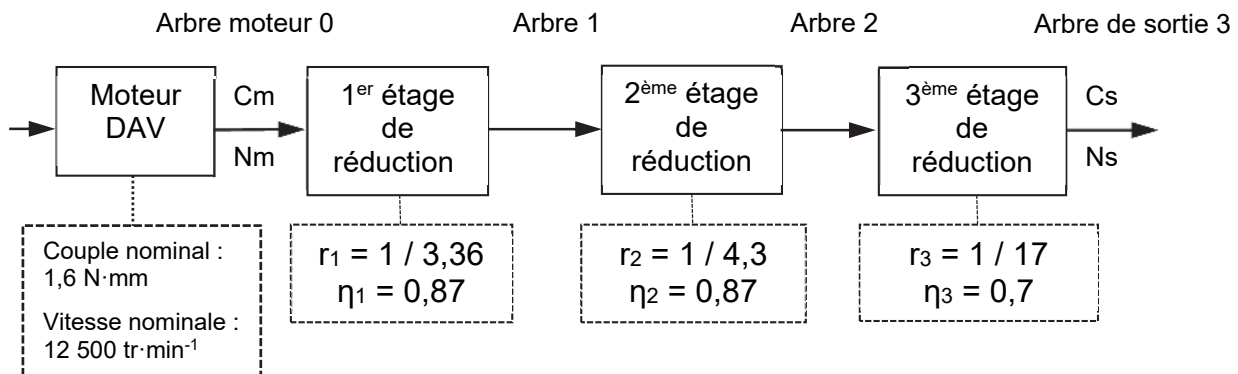 Arbre moteur 0
Arbre 1
Arbre 2
Arbre de sortie 3
Moteur
DAV
Cm
Nm
1er étage
de
réduction
2ème étage
de
réduction
3ème étage
de
réduction
Cs
Ns
Couple nominal :
1,6 N·mm
Vitesse nominale :
12 500 tr·min-1
r1 = 1 / 3,36
η1 = 0,87
r2 = 1 / 4,3
η2 = 0,87
r3 = 1 / 17
η3 = 0,7